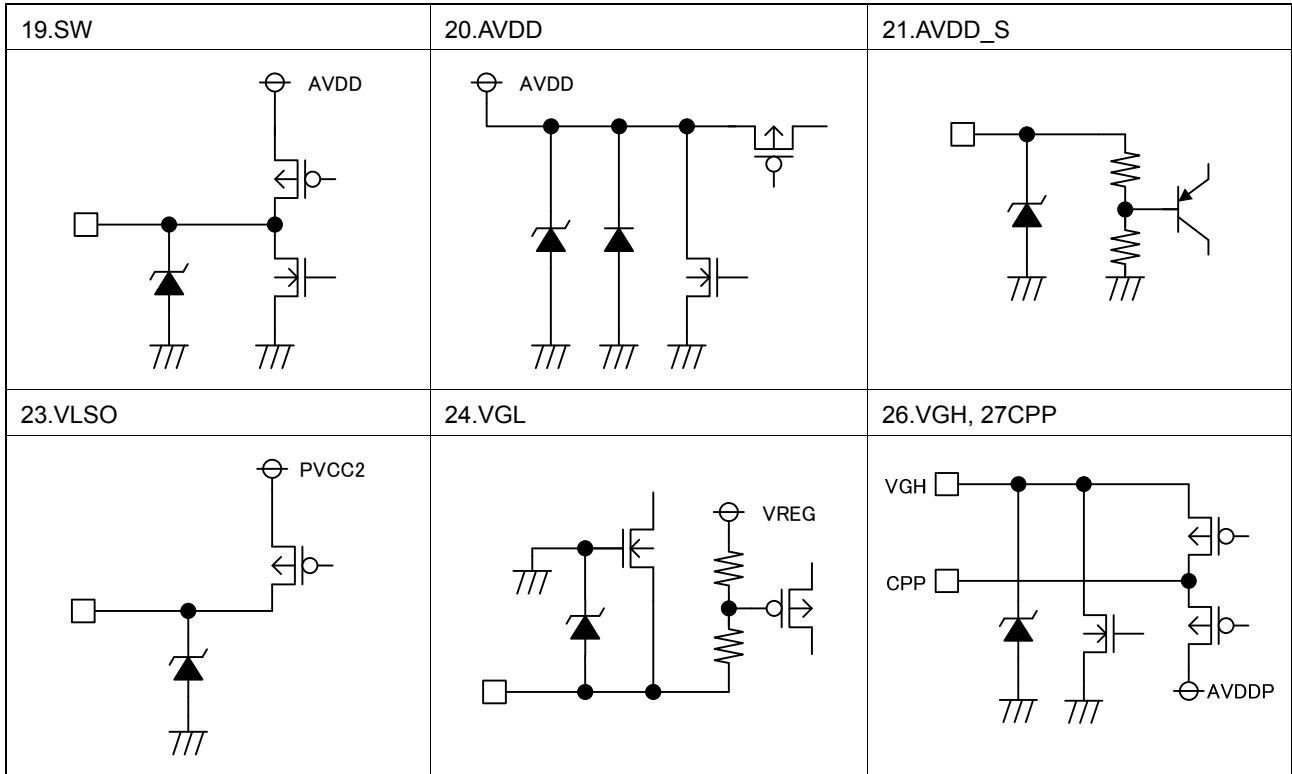 19.SW
20.AVDD
21.AVDD_S
AVDD
AVDD
23.VLSO
24.VGL
26.VGH, 27CPP
PVCC2
VREG
VGH
CPP
AVDDP